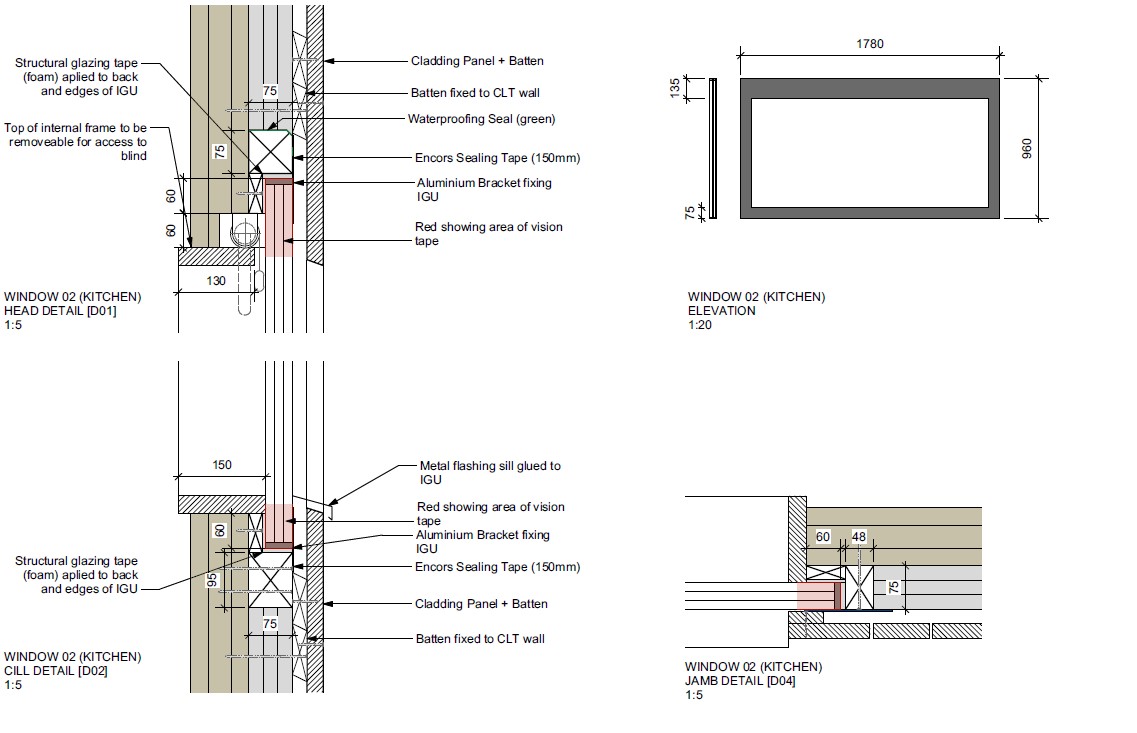 Structural glazing tape
(foam) aplied to back
and edges of IGU
Top of internal frame to be
removeable for access to
blind
75
75
60
60
130
Cladding Panel + Batten
Batten fixed to CLT wall
Waterproofing Seal (green)
Encors Sealing Tape (150mm)
Aluminium Bracket fixing
IGU
Red showing area of vision
tape
WINDOW 02 (KITCHEN)
HEAD DETAIL [D01]
1:5
1780
135
960
75
WINDOW 02 (KITCHEN)
ELEVATION
1:20
150
60
95
75
Structural glazing tape
(foam) aplied to back
and edges of IGU
Metal flashing sill glued to
IGU
Red showing area of vision
tape
Aluminium Bracket fixing
IGU
Encors Sealing Tape (150mm)
Cladding Panel + Batten
Batten fixed to CLT wall
WINDOW 02 (KITCHEN)
CILL DETAIL [D02]
1:5
60
48
75
WINDOW 02 (KITCHEN)
JAMB DETAIL [D04]
1:5